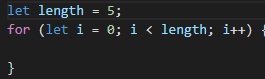 let length = 5;
for (let i = 0; i < length; i++) {
}